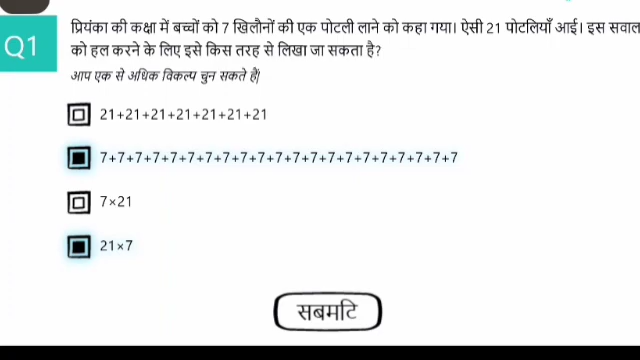 Q1
प्रियंका की कक्षा में बच्चों को 7 खिलौनों की एक पोटली लाने को कहा गया। ऐसी 21 पोटलियाँ आई। इस सवाल
को हल करने के लिए इसे किस तरह से लिखा जा सकता है?
आप एक से अधिक विकल्प चुन सकते हैं|
21+21+21+21+21+21+21
7+7+7+7+7+7+7+7+7+7+7+7+7+7+7+7+7+7+7+7+7
7×21
21×7
सबमटि